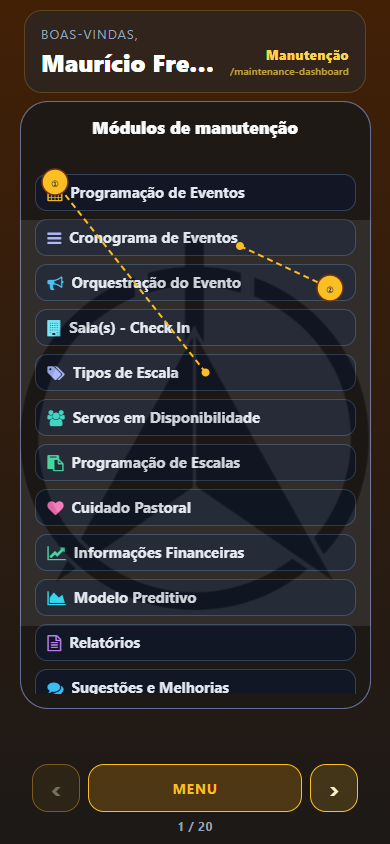 BOAS-VINDAS,
Maurício Fre...
Manutenção
/maintenance-dashboard
Módulos de manutenção
①
Programação de Eventos
Cronograma de Eventos
Orquestração do Evento
②
Sala(s) - Check In
Tipos de Escala
Servos em Disponibilidade
Programação de Escalas
Cuidado Pastoral
Informações Financeiras
Modelo Preditivo
Relatórios
Sugestões e Melhorias
‹
MENU
›
1 / 20